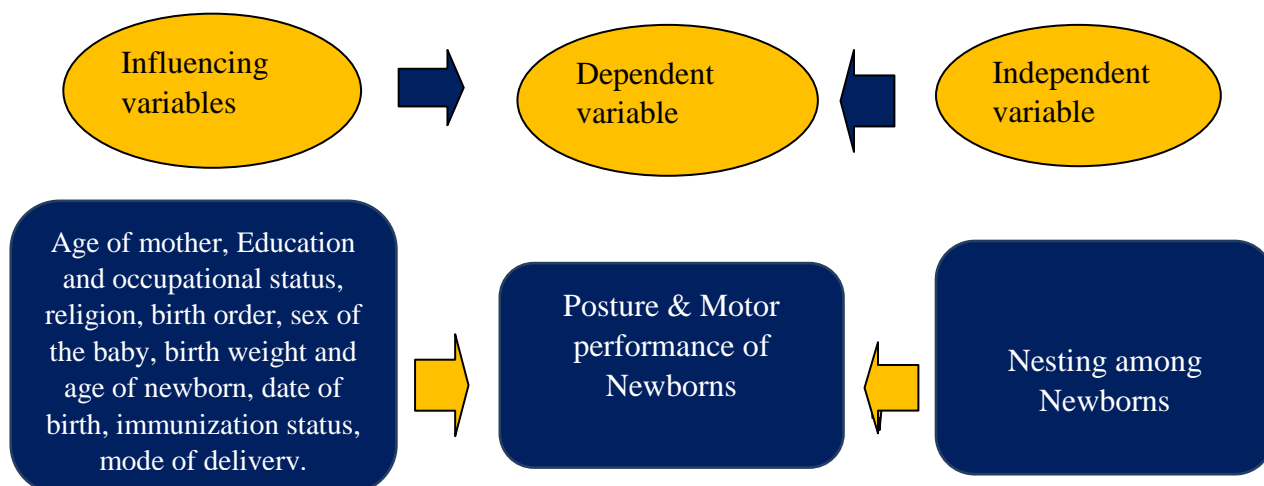 Influencing
variables
Dependent
variable
Independent
variable
Age of mother, Education
and occupational status,
religion, birth order, sex of
the baby, birth weight and
age of newborn, date of
birth, immunization status,
mode of delivery.
Posture & Motor
performance of
Newborns
Nesting among
Newborns